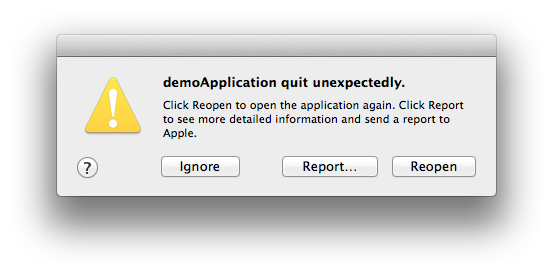 demoApplication quit unexpectedly.
Click Reopen to open the application again. Click Report
to see more detailed information and send a report to
Apple.
?
Ignore
Report...
Reopen